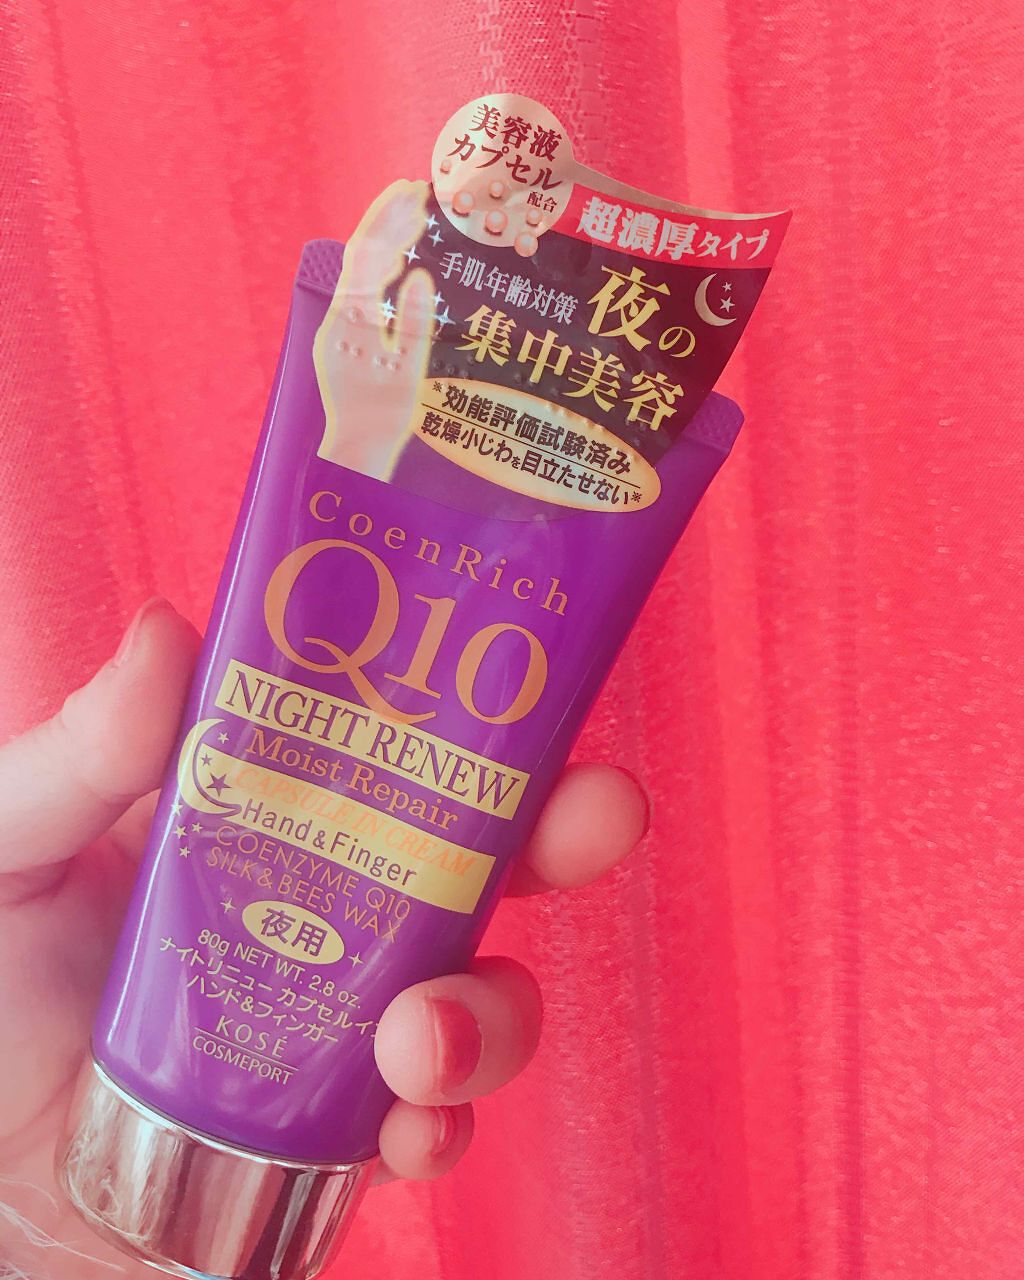 美容液
カプセル
配合
超濃厚タイプ
手肌年齢対策
夜の
集中美容
※効能評価試験済み
乾燥小じわを目立たせない※
CoenRich
Q10
NIGHT RENEW
Moist Repair
CAPSULE IN CREAM
Hand&Finger
COENZYME Q10
SILK & BEES WAX
夜用
80g NET WT. 2.8 oz.
ナイトリニュー カプセルイン
ハンド&フィンガー
KOSÉ
COSMEPORT